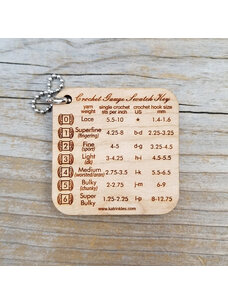 Crochet Gauge Swatch Key
yarn weight single crochet sts per inch crochet hook size US mm
0 Lace 5.5-10 * 1.4-1.6
1 Superfine (fingering) 4.25-8 b-d 2.25-3.25
2 Fine (sport) 4-5 d-g 3.25-4.5
3 Light (dk) 3-4.25 h-i 4.5-5.5
4 Medium (worsted/aran) 2.75-3.5 i-k 5.5-6.5
5 Bulky (chunky) 2-2.75 j-m 6-9
6 Super Bulky 1.25-2.25 l-p 8-12.75
www.katrinkles.com